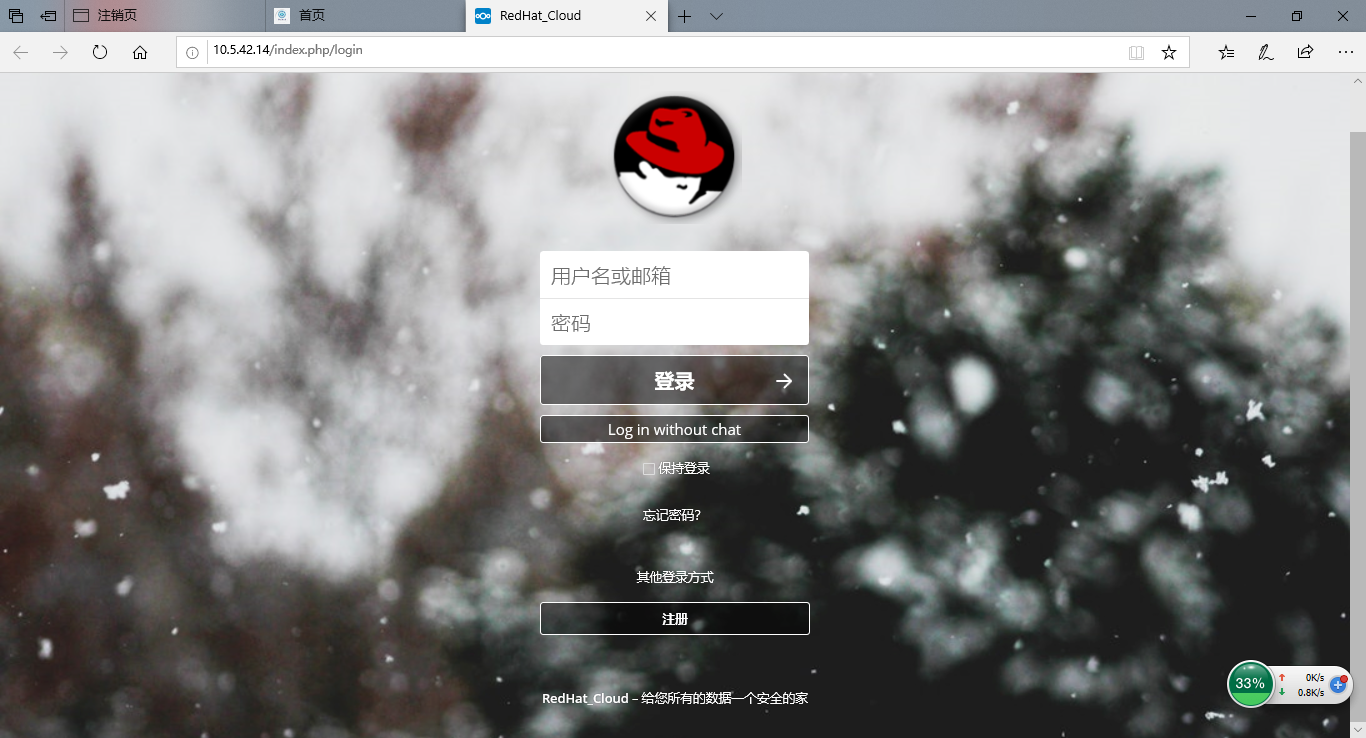 注销页
首页
RedHat_Cloud
10.5.42.14/index.php/login
用户名或邮箱
密码
登录
Log in without chat
保持登录
忘记密码?
其他登录方式
注册
RedHat_Cloud – 给您所有的数据一个安全的家
33%
0K/s
0.8K/s